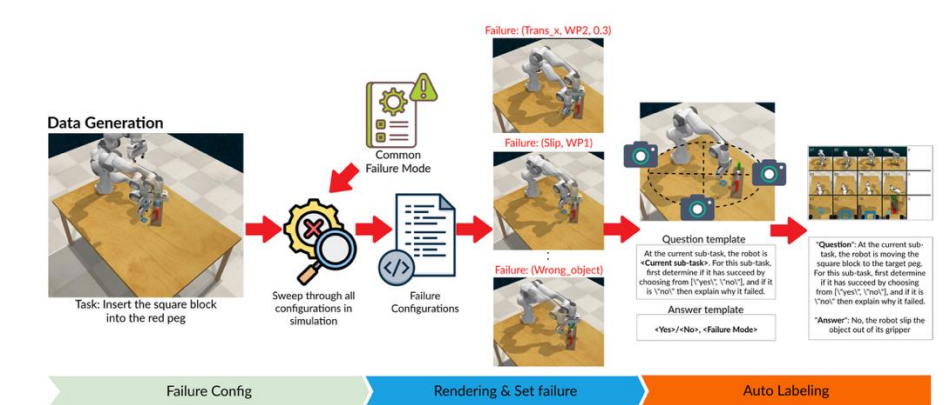 Data Generation
Task: Insert the square block
into the red peg
Common
Failure Mode
Sweep through all
configurations in
simulation
</>
Failure
Configurations
Failure: (Trans_x, WP2, 0.3)
Failure: (Slip, WP1)
:
Failure: (Wrong_object)
Question template
At the current sub-task, the robot is
<Current sub-task>. For this sub-task,
first determine if it has succeed by
choosing from [\"yes\", \"no\"], and if it
is \"no\" then explain why it failed.
Answer template
<Yes>/<No>, <Failure Mode>
"Question": At the current sub-
task, the robot is moving the
square block to the target peg.
For this sub-task, first determine
if it has succeed by choosing
from [\"yes\", \"no\"], and if it is
\"no\" then explain why it failed.
"Answer": No, the robot slip the
object out of its gripper
Failure Config
Rendering & Set failure
Auto Labeling